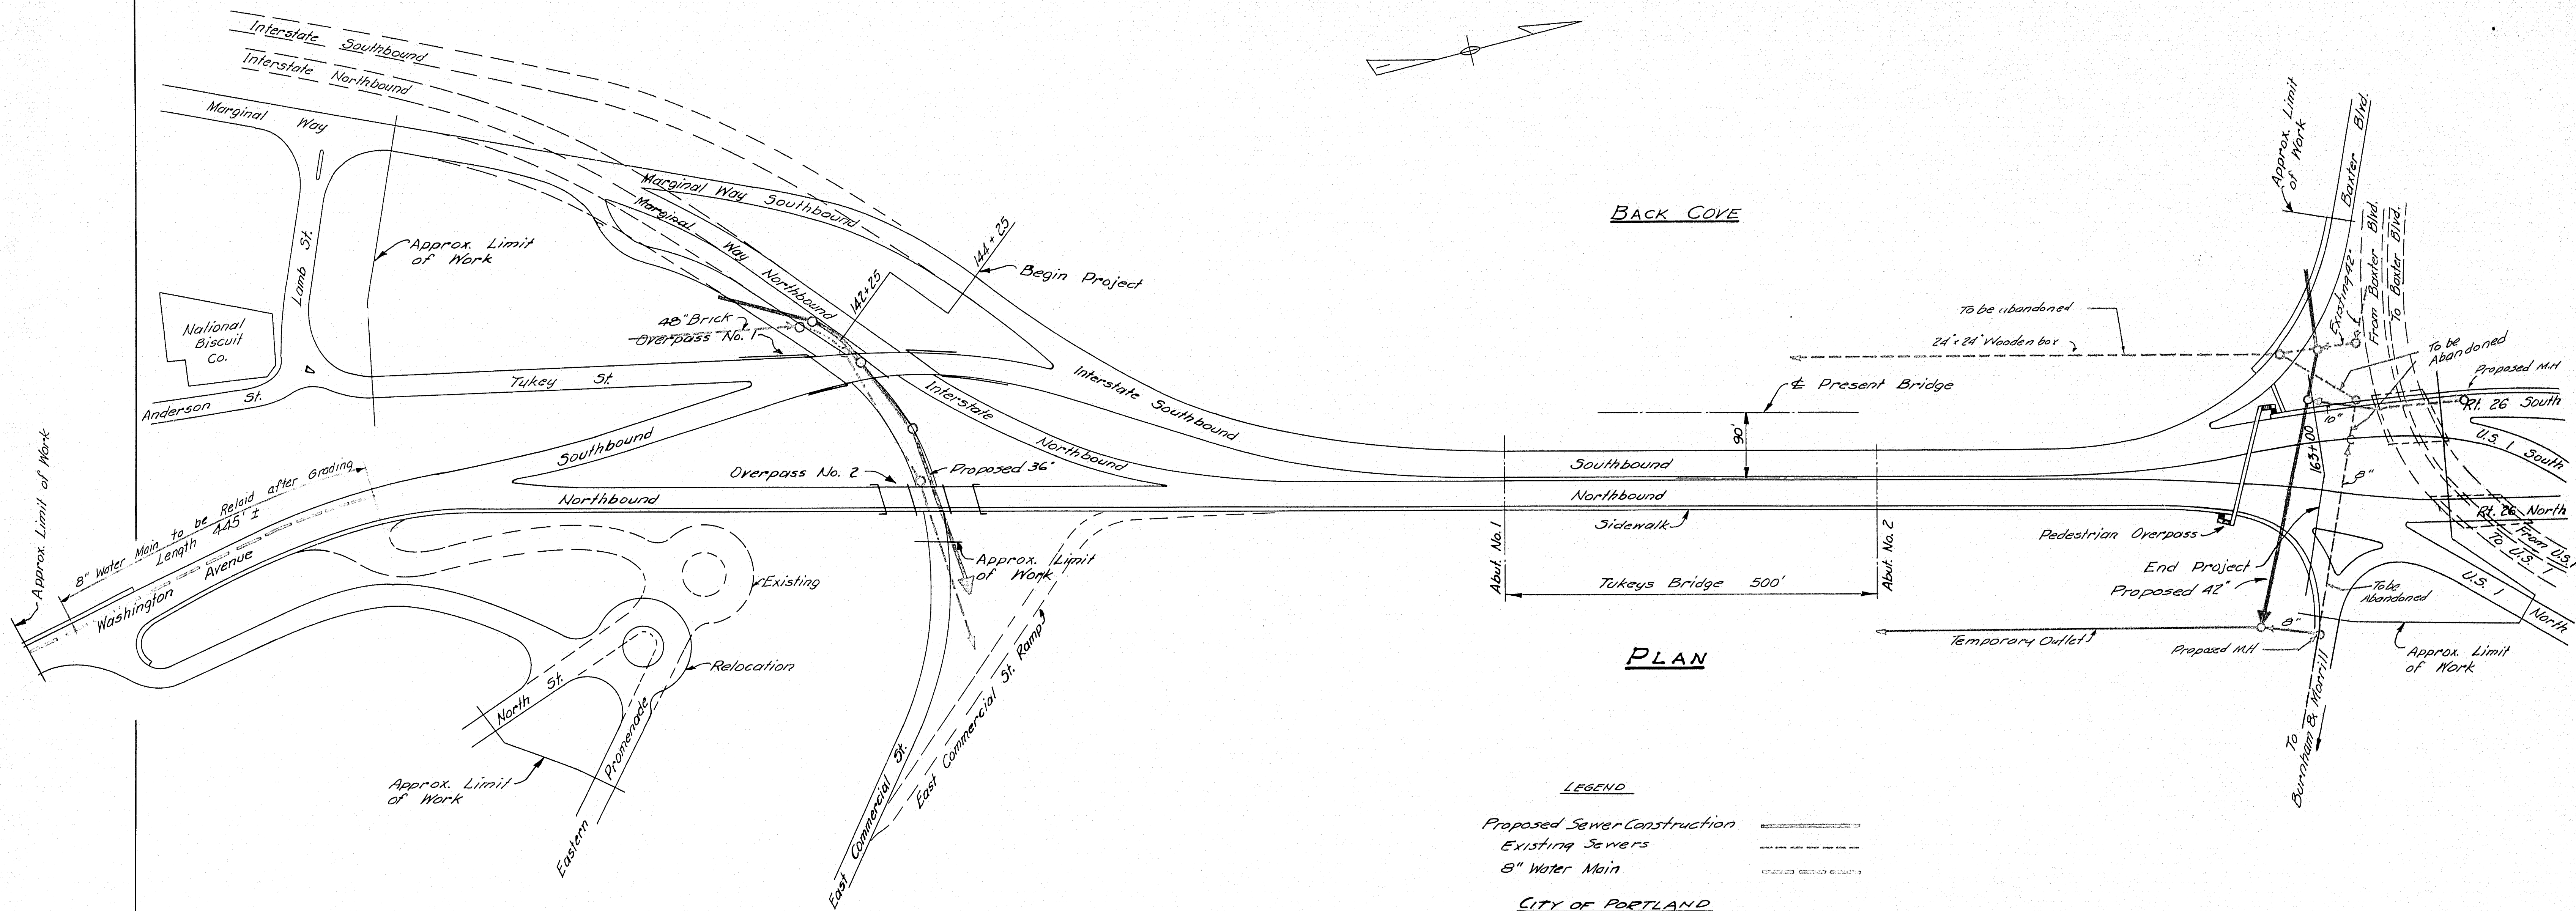 Interstate Southbound
Interstate Northbound
Marginal Way
Lamb St.
Approx. Limit
of Work
National
Biscuit
Co.
Anderson St.
Tukey St.
Marginal Way Southbound
Marginal Way Northbound
142+25
144+25
Begin Project
48" Brick
Overpass No. 1
Interstate Northbound
Interstate Southbound
Southbound
Northbound
Overpass No. 2
Proposed 36"
Approx. Limit of Work
8" Water Main to be Relaid after Grading
Length 445' ±
Washington Avenue
Existing
Relocation
North St.
Eastern Promenade
Approx. Limit
of Work
Approx. Limit
of Work
East Commercial St.
East Commercial St. Ramp
BACK COVE
℄ Present Bridge
90'
Southbound
Northbound
Sidewalk
Abut. No. 1
Abut. No. 2
Tukeys Bridge 500'
PLAN
To be abandoned
24" x 24" Wooden box
Approx. Limit
of Work
Baxter Blvd.
Existing 42"
From Baxter Blvd.
To Baxter Blvd.
To be
Abandoned
Proposed M.H
Rt. 26 South
10"
163+00
8"
U.S. 1 South
Rt. 26 North
From U.S. 1
To U.S. 1
Pedestrian Overpass
End Project
Proposed 42"
To be
Abandoned
U.S. 1 North
8"
Temporary Outlet
Proposed MH
Approx. Limit
of Work
To
Burnham & Morrill
LEGEND
Proposed Sewer Construction
Existing Sewers
8" Water Main
CITY OF PORTLAND